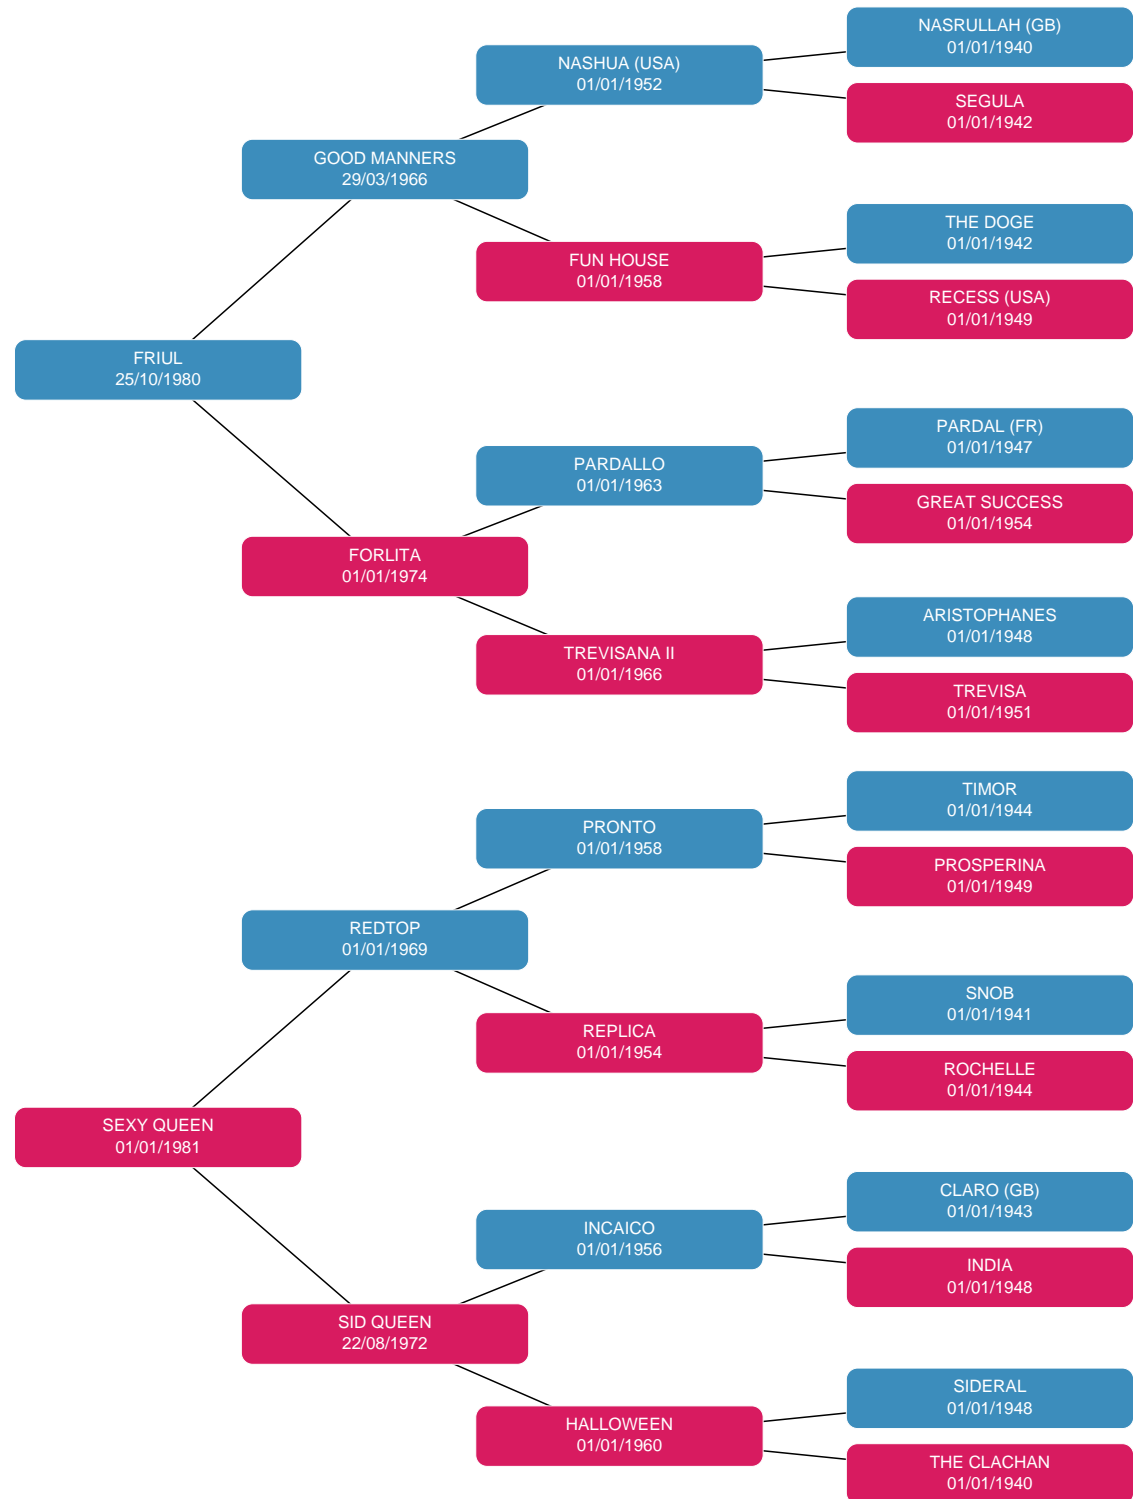 NASRULLAH (GB)
01/01/1940
NASHUA (USA)
01/01/1952
SEGULA
01/01/1942
GOOD MANNERS
29/03/1966
THE DOGE
01/01/1942
FUN HOUSE
01/01/1958
RECESS (USA)
01/01/1949
FRIUL
25/10/1980
PARDAL (FR)
01/01/1947
PARDALLO
01/01/1963
GREAT SUCCESS
01/01/1954
FORLITA
01/01/1974
ARISTOPHANES
01/01/1948
TREVISANA II
01/01/1966
TREVISA
01/01/1951
TIMOR
01/01/1944
PRONTO
01/01/1958
PROSPERINA
01/01/1949
REDTOP
01/01/1969
SNOB
01/01/1941
REPLICA
01/01/1954
ROCHELLE
01/01/1944
SEXY QUEEN
01/01/1981
CLARO (GB)
01/01/1943
INCAICO
01/01/1956
INDIA
01/01/1948
SID QUEEN
22/08/1972
SIDERAL
01/01/1948
HALLOWEEN
01/01/1960
THE CLACHAN
01/01/1940